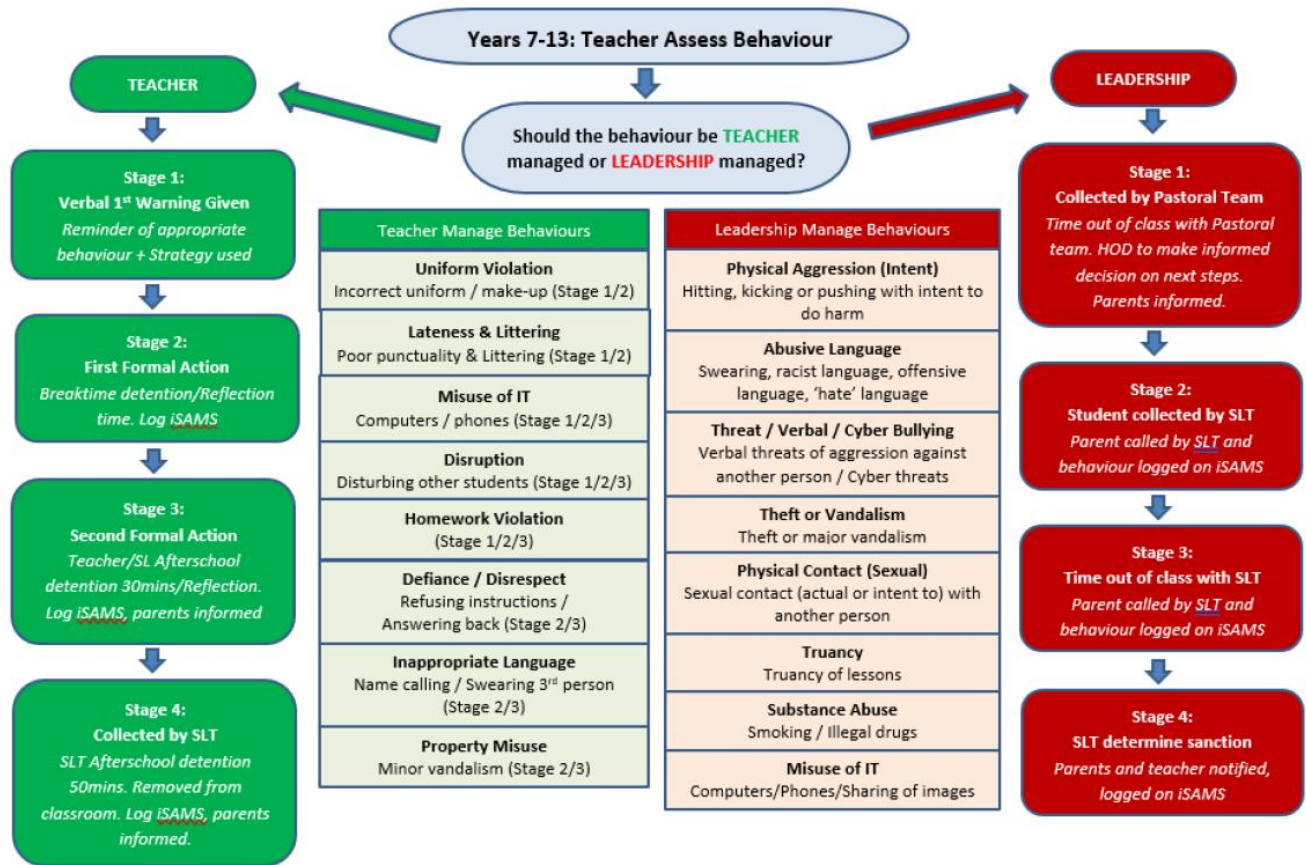 Years 7-13: Teacher Assess Behaviour
TEACHER
LEADERSHIP
Should the behaviour be TEACHER
managed or LEADERSHIP managed?
Stage 1:
Verbal 1st Warning Given
Reminder of appropriate
behaviour + Strategy used
Stage 2:
First Formal Action
Breaktime detention/Reflection
time. Log iSAMS
Stage 3:
Second Formal Action
Teacher/SL Afterschool
detention 30mins/Reflection.
Log iSAMS, parents informed
Stage 4:
Collected by SLT
SLT Afterschool detention
50mins. Removed from
classroom. Log iSAMS, parents
informed.
Teacher Manage Behaviours
Uniform Violation
Incorrect uniform / make-up (Stage 1/2)
Lateness & Littering
Poor punctuality & Littering (Stage 1/2)
Misuse of IT
Computers / phones (Stage 1/2/3)
Disruption
Disturbing other students (Stage 1/2/3)
Homework Violation
(Stage 1/2/3)
Defiance / Disrespect
Refusing instructions /
Answering back (Stage 2/3)
Inappropriate Language
Name calling / Swearing 3rd person
(Stage 2/3)
Property Misuse
Minor vandalism (Stage 2/3)
Leadership Manage Behaviours
Physical Aggression (Intent)
Hitting, kicking or pushing with intent to
do harm
Abusive Language
Swearing, racist language, offensive
language, ‘hate’ language
Threat / Verbal / Cyber Bullying
Verbal threats of aggression against
another person / Cyber threats
Theft or Vandalism
Theft or major vandalism
Physical Contact (Sexual)
Sexual contact (actual or intent to) with
another person
Truancy
Truancy of lessons
Substance Abuse
Smoking / Illegal drugs
Misuse of IT
Computers/Phones/Sharing of images
Stage 1:
Collected by Pastoral Team
Time out of class with Pastoral
team. HOD to make informed
decision on next steps.
Parents informed.
Stage 2:
Student collected by SLT
Parent called by SLT and
behaviour logged on iSAMS
Stage 3:
Time out of class with SLT
Parent called by SLT and
behaviour logged on iSAMS
Stage 4:
SLT determine sanction
Parents and teacher notified,
logged on iSAMS